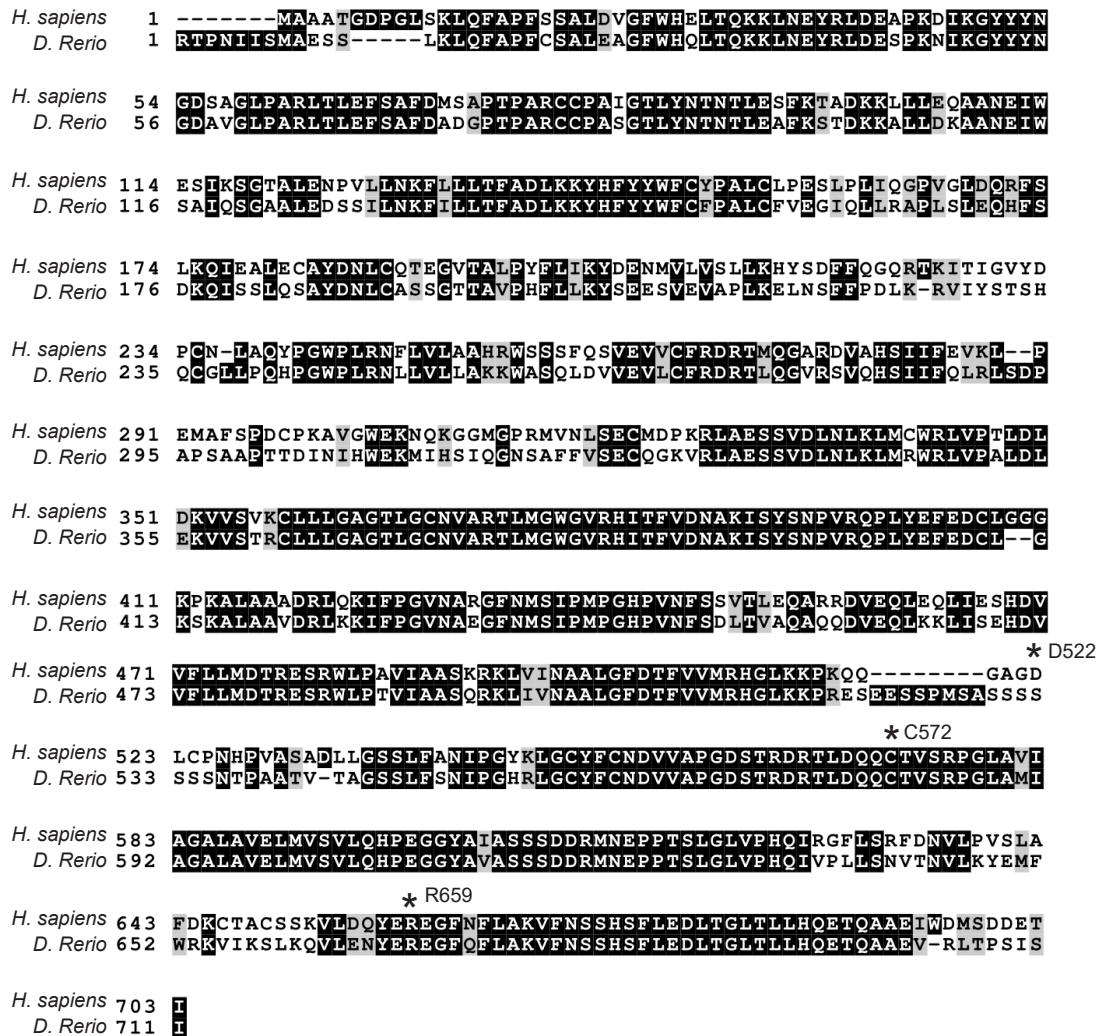 H. sapiens 1 -------MAAATGDPGLSKLQFAPFSSALDVGFWHELTQKKLNEYRLDEAPKDIKGYYYN
D. Rerio 1 RTPNIISMAESS-----LKLQFAPFCSALEAGFWHQLTQKKLNEYRLDESPKNIKGYYYN
H. sapiens 54 GDSAGLPARLTLEFSAFDMSAPTPARCCPAIGTLYNTNTLESFKTADKKLLLEQAANEIW
D. Rerio 56 GDAVGLPARLTLEFSAFDADGPTPARCCPASGTLYNTNTLEAFKSTDKKALLDKAANEIW
H. sapiens 114 ESIKSGTALENPVLLNKFLLLTFADLKKYHFYYWFCYPALCLPESLPLIQGPVGLDQRFS
D. Rerio 116 SAIQSGAALEDSSILNKFILLTFADLKKYHFYYWFCFPALCFVEGIQLLRAPLSLEQHFS
H. sapiens 174 LKQIEALECAYDNLCQTEGVTALPYFLIKYDENMVLVSLLKHYSDFFQGQRTKITIGVYD
D. Rerio 176 DKQISSLQSAYDNLCASSGTTAVPHFLLKYSEESVEVAPLKELNSFFPDLK-RVIYSTSH
H. sapiens 234 PCN-LAQYPGWPLRNFLVLAAHRWSSSFQSVEVVCFRDRTMQGARDVAHSIIFEVKL--P
D. Rerio 235 QCGLLPQHPGWPLRNLLVLLAKKWASQLDVVEVLCFRDRTLQGVRSVQHSIIFQLRLSDP
H. sapiens 291 EMAFSPDCPKAVGWEKNQKGGMGPRMVNLSECMDPKRLAESSVDLNLKLMCWRLVPTLDL
D. Rerio 295 APSAAPTTDINIHWEKMIHSIQGNSAFFVSECQGKVRLAESSVDLNLKLMRWRLVPALDL
H. sapiens 351 DKVVSVKCLLLGAGTLGCNVARTLMGWGVRHITFVDNAKISYSNPVRQPLYEFEDCLGGG
D. Rerio 355 EKVVSTRCLLLGAGTLGCNVARTLMGWGVRHITFVDNAKISYSNPVRQPLYEFEDCL--G
H. sapiens 411 KPKALAAADRLQKIFPGVNARGFNMSIPMPGHPVNFSSVTLEQARRDVEQLEQLIESHDV
D. Rerio 413 KSKALAAVDRLKKIFPGVNAEGFNMSIPMPGHPVNFSDLTVAQAQQDVEQLKKLISEHDV
* D522
H. sapiens 471 VFLLMDTRESRWLPAVIAASKRKLVINAALGFDTFVVMRHGLKKPKQQ--------GAGD
D. Rerio 473 VFLLMDTRESRWLPTVIAASQRKLIVNAALGFDTFVVMRHGLKKPRESEESSPMSASSSS
* C572
H. sapiens 523 LCPNHPVASADLLGSSLFANIPGYKLGCYFCNDVVAPGDSTRDRTLDQQCTVSRPGLAVI
D. Rerio 533 SSSNTPAATV-TAGSSLFSNIPGHRLGCYFCNDVVAPGDSTRDRTLDQQCTVSRPGLAMI
H. sapiens 583 AGALAVELMVSVLQHPEGGYAIASSSDDRMNEPPTSLGLVPHQIRGFLSRFDNVLPVSLA
D. Rerio 592 AGALAVELMVSVLQHPEGGYAVASSSDDRMNEPPTSLGLVPHQIVPLLSNVTNVLKYEMF
* R659
H. sapiens 643 FDKCTACSSKVLDQYEREGFNFLAKVFNSSHSFLEDLTGLTLLHQETQAAEIWDMSDDET
D. Rerio 652 WRKVIKSLKQVLENYEREGFQFLAKVFNSSHSFLEDLTGLTLLHQETQAAEV-RLTPSIS
H. sapiens 703 I
D. Rerio 711 I